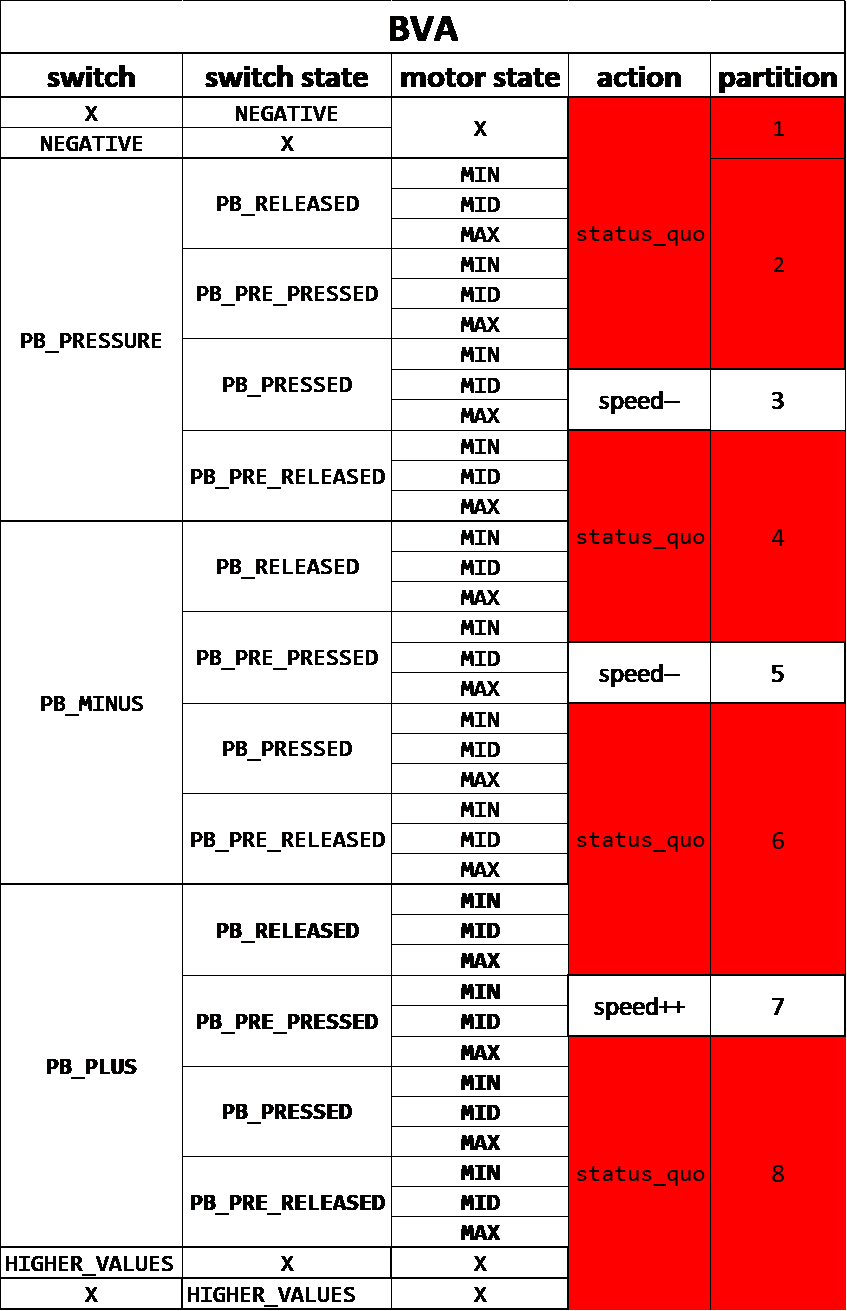 BVA
switch switch state motor state action partition
X NEGATIVE X status_quo 1
NEGATIVE X
PB_PRESSURE PB_RELEASED MIN 2
MID
MAX
PB_PRE_PRESSED MIN
MID
MAX
PB_PRESSED MIN
MID speed— 3
MAX
PB_PRE_RELEASED MIN status_quo 4
MID
MAX
PB_MINUS PB_RELEASED MIN
MID
MAX
PB_PRE_PRESSED MIN
MID speed— 5
MAX
PB_PRESSED MIN status_quo 6
MID
MAX
PB_PRE_RELEASED MIN
MID
MAX
PB_PLUS PB_RELEASED MIN
MID
MAX
PB_PRE_PRESSED MIN speed++ 7
MID
MAX status_quo 8
PB_PRESSED MIN
MID
MAX
PB_PRE_RELEASED MIN
MID
MAX
HIGHER_VALUES X X
X HIGHER_VALUES X